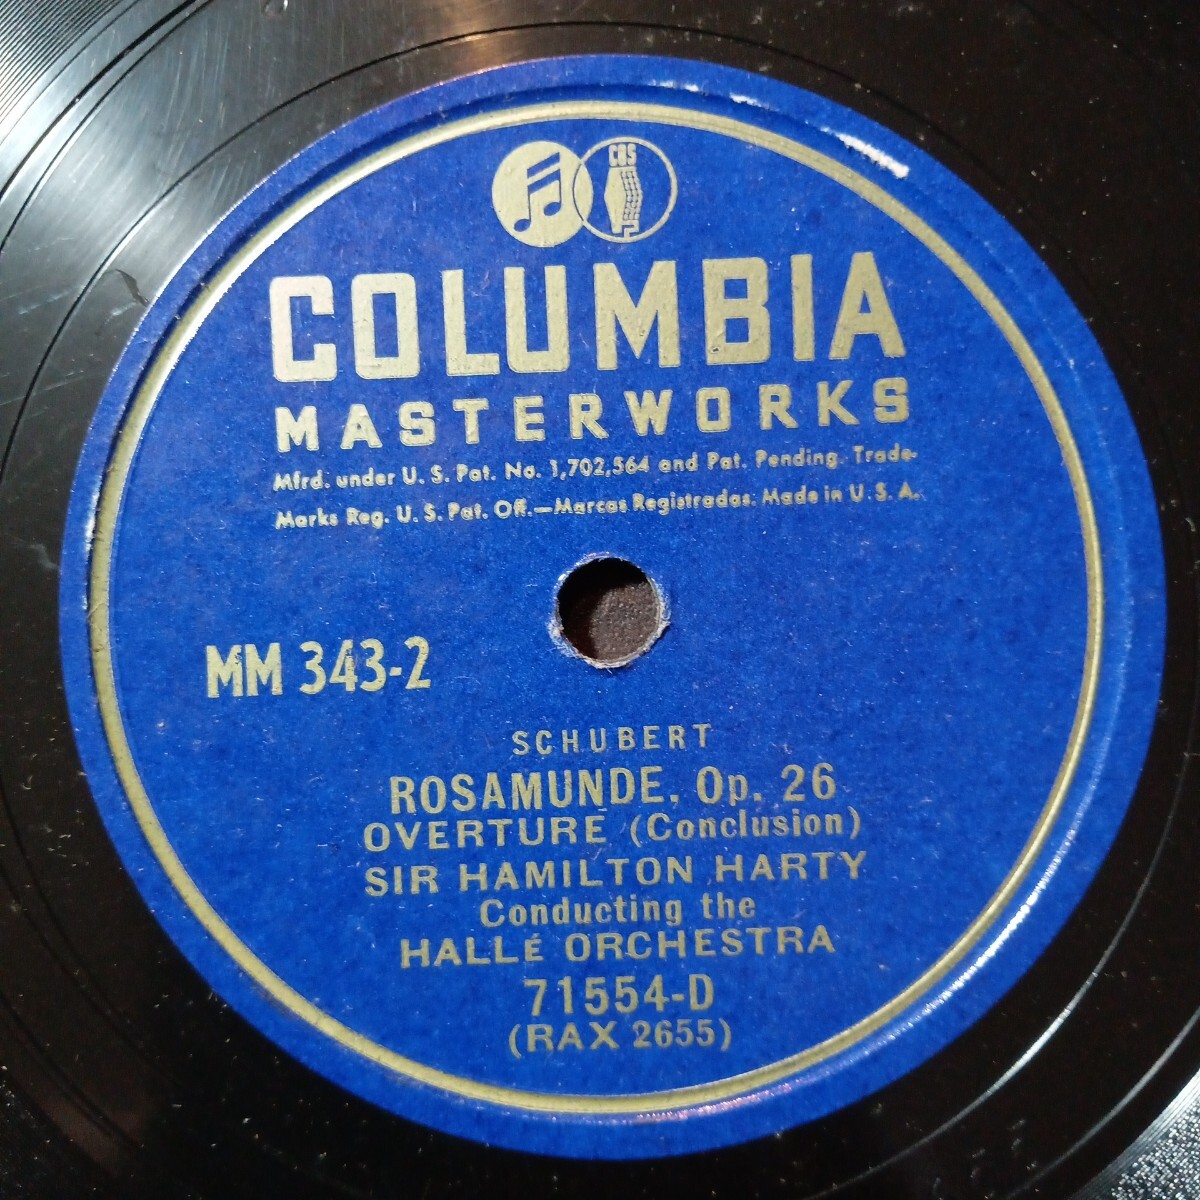 CBS
COLUMBIA
MASTERWORKS
Mfrd. under U. S. Pat. No. 1,702,564 and Pat. Pending. Trade-
Marks Reg. U. S. Pat. Off.—Marcas Registradas. Made in U. S. A.
MM 343-2
SCHUBERT
ROSAMUNDE, Op. 26
OVERTURE (Conclusion)
SIR HAMILTON HARTY
Conducting the
HALLÉ ORCHESTRA
71554-D
(RAX 2655)